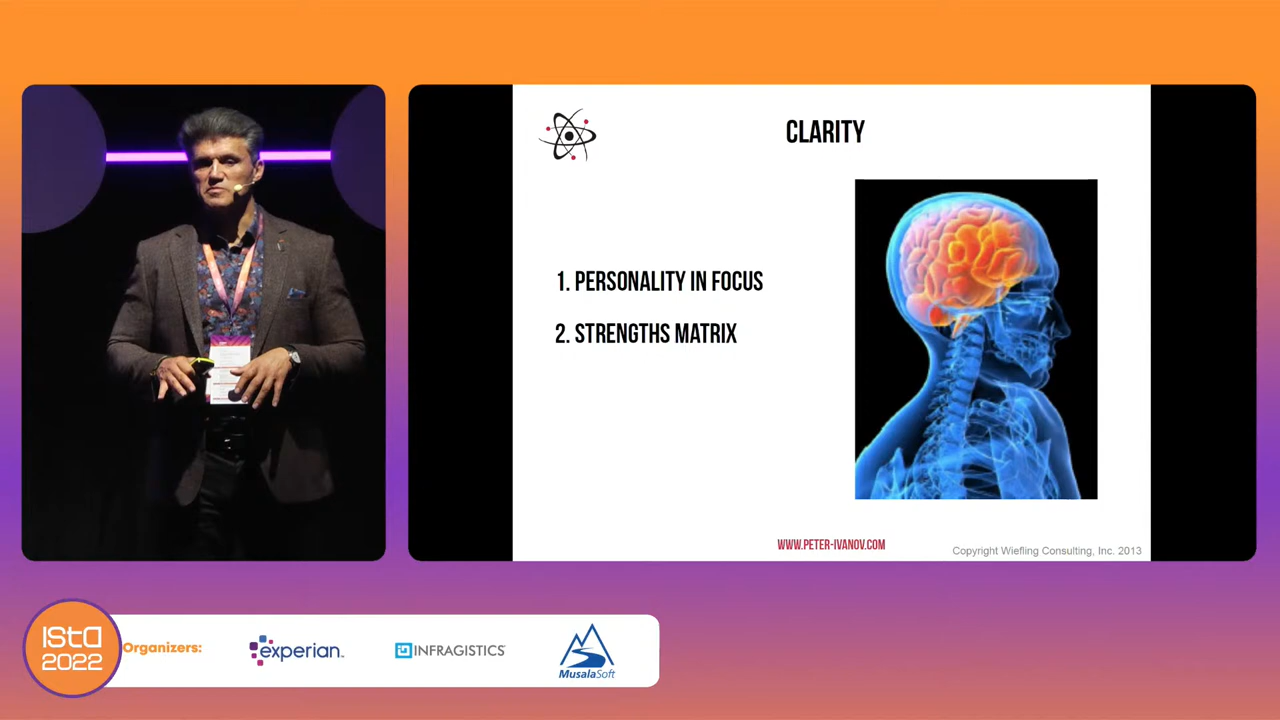 CLARITY
1. PERSONALITY IN FOCUS
2. STRENGTHS MATRIX
WWW.PETER-IVANOV.COM
Copyright Wiefling Consulting, Inc. 2013
ISTA
2022
Organizers:
experian™
INFRAGISTICS
MusalaSoft